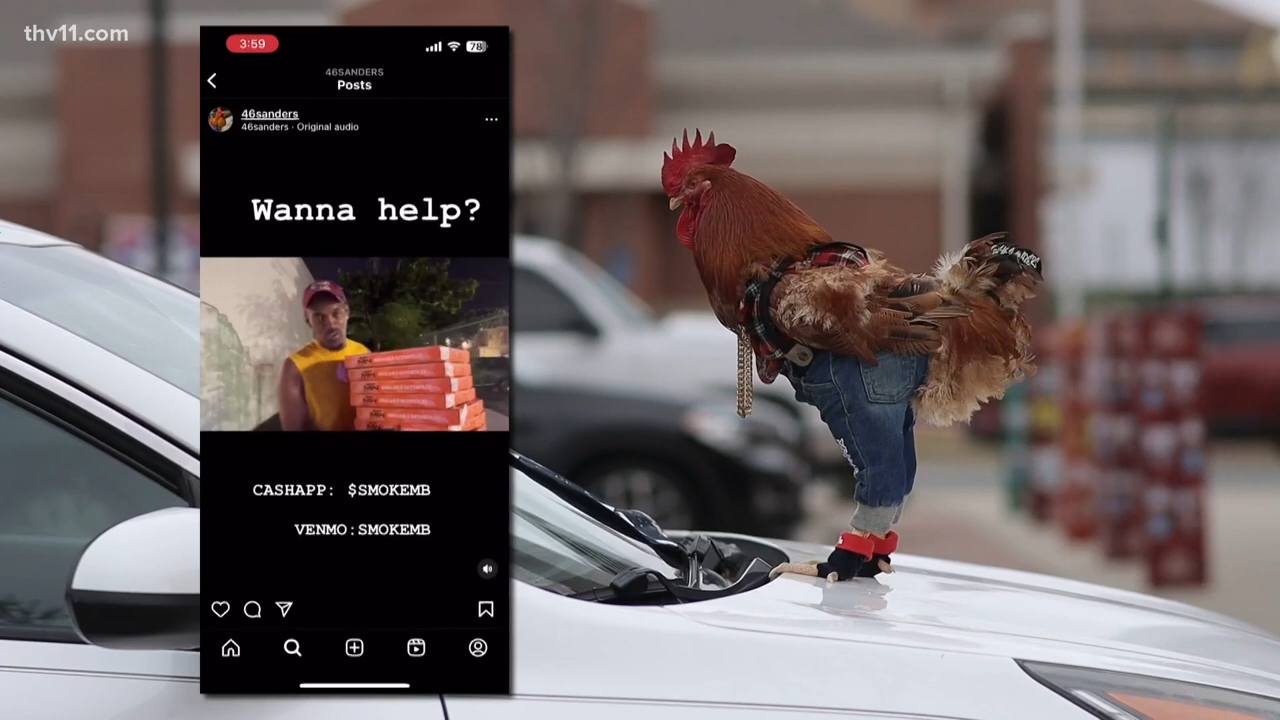 thv11.com
3:59
78
46SANDERS
Posts
46sanders
46sanders · Original audio
Wanna help?
CASHAPP: $SMOKEMB
VENMO:SMOKEMB